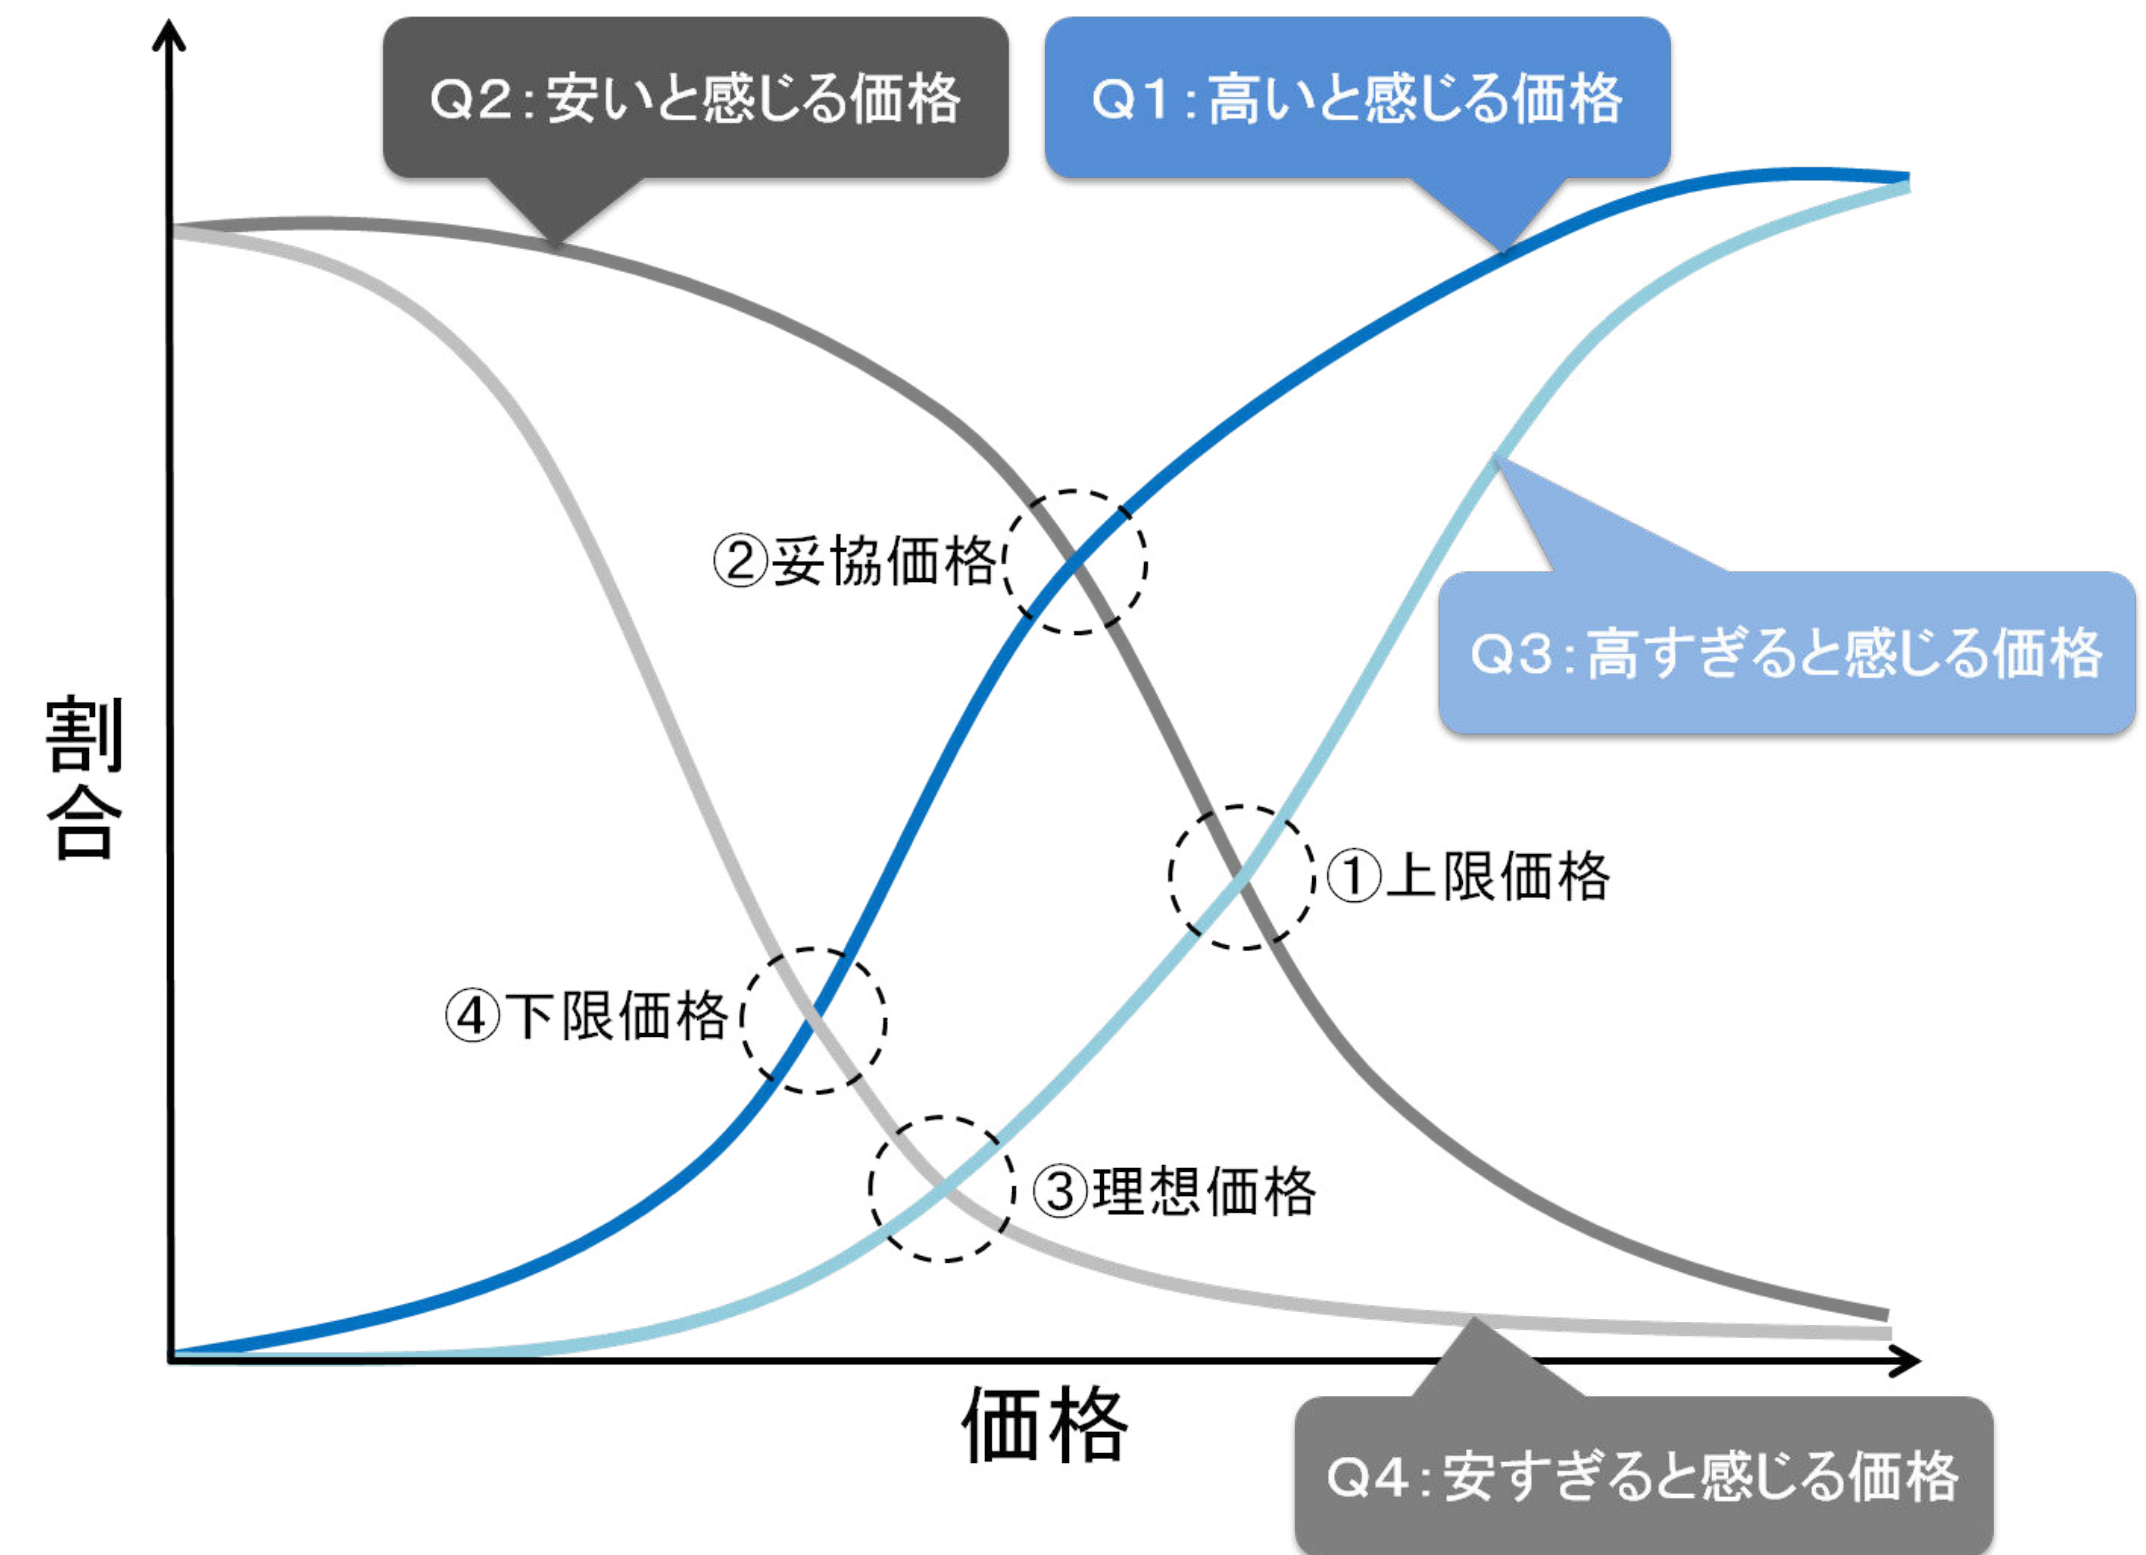 Q2:安いと感じる価格
Q1:高いと感じる価格
②妥協価格
Q3:高すぎると感じる価格
割合
①上限価格
④下限価格
③理想価格
価格
Q4:安すぎると感じる価格